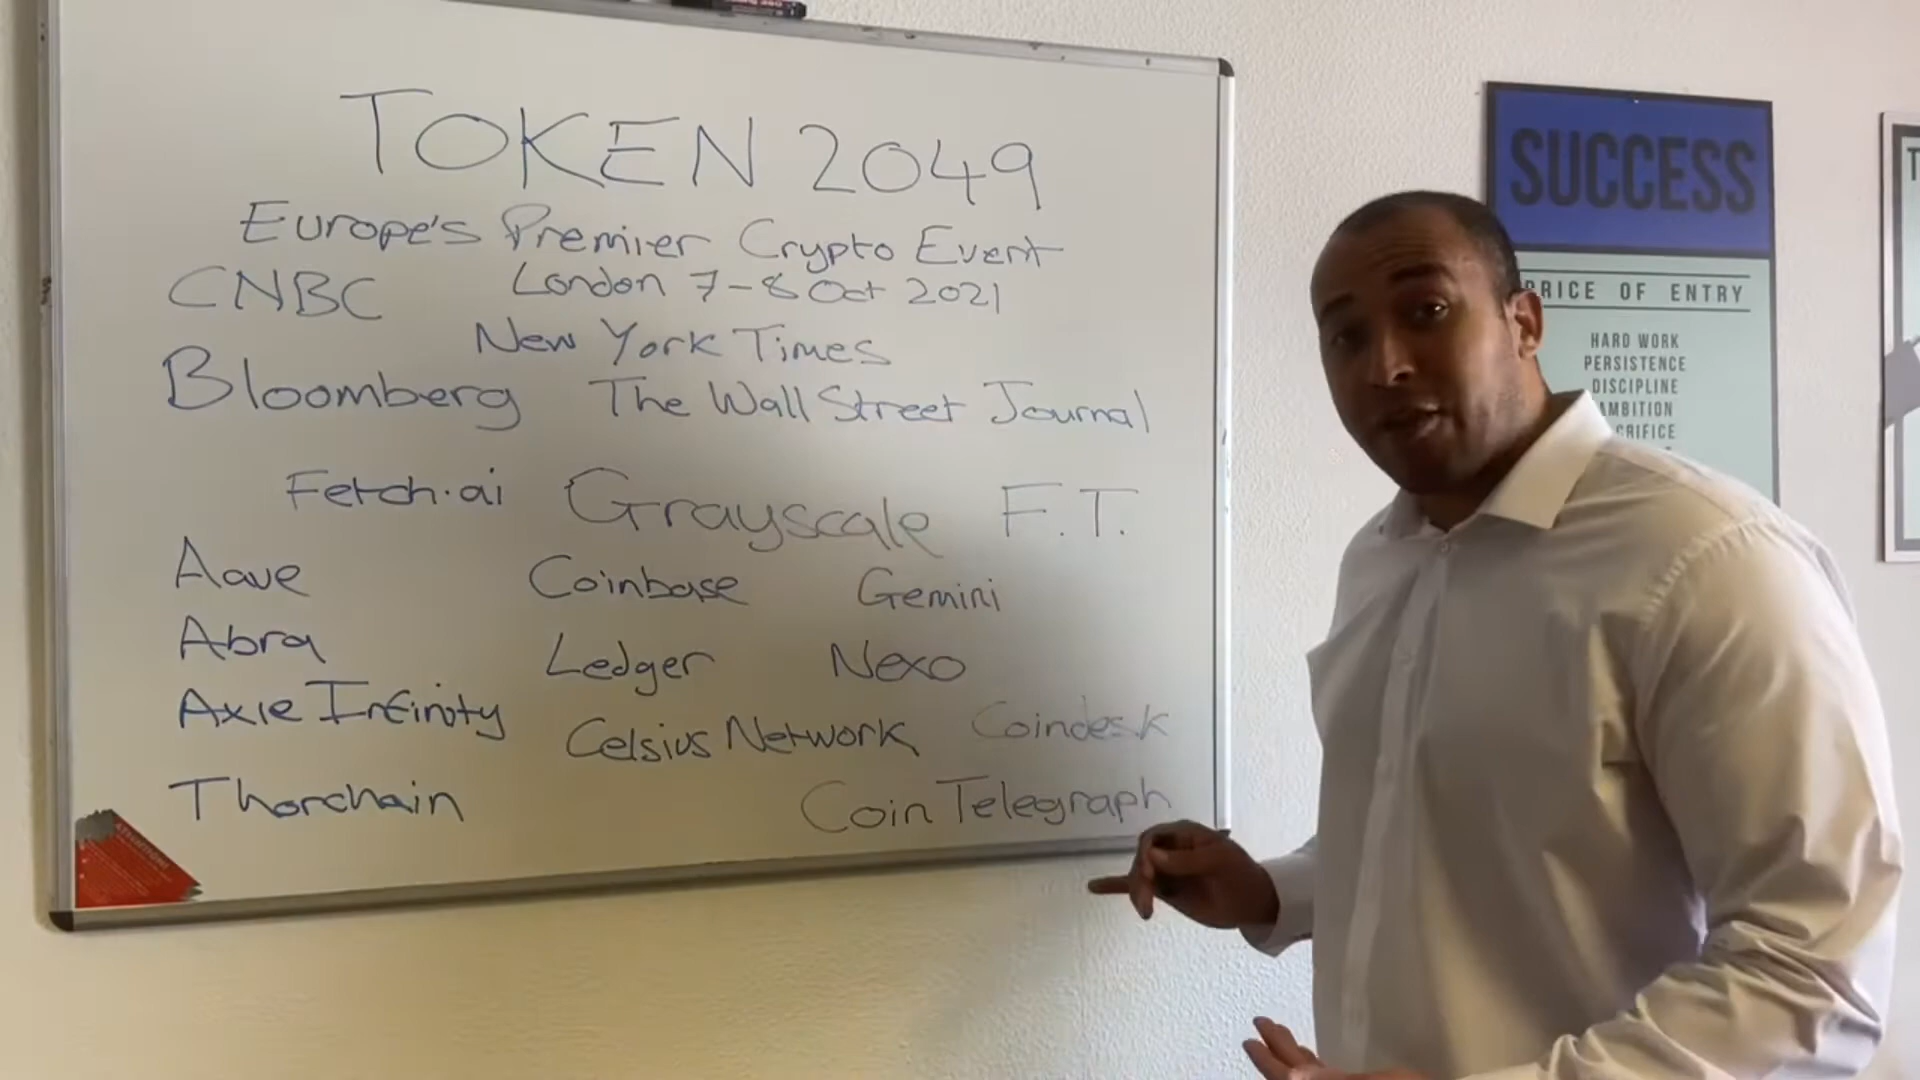 TOKEN 2049
Europe's Premier Crypto Event
CNBC London 7-8 Oct 2021
New York Times
Bloomberg The Wall Street Journal
Fetch.ai Grayscale F.T.
Aave Coinbase Gemini
Abra Ledger Nexo
Axie Infinity Celsius Network Coindesk
Thorchain Coin Telegraph
SUCCESS
PRICE OF ENTRY
HARD WORK
PERSISTENCE
DISCIPLINE
AMBITION
CRIFICE
T